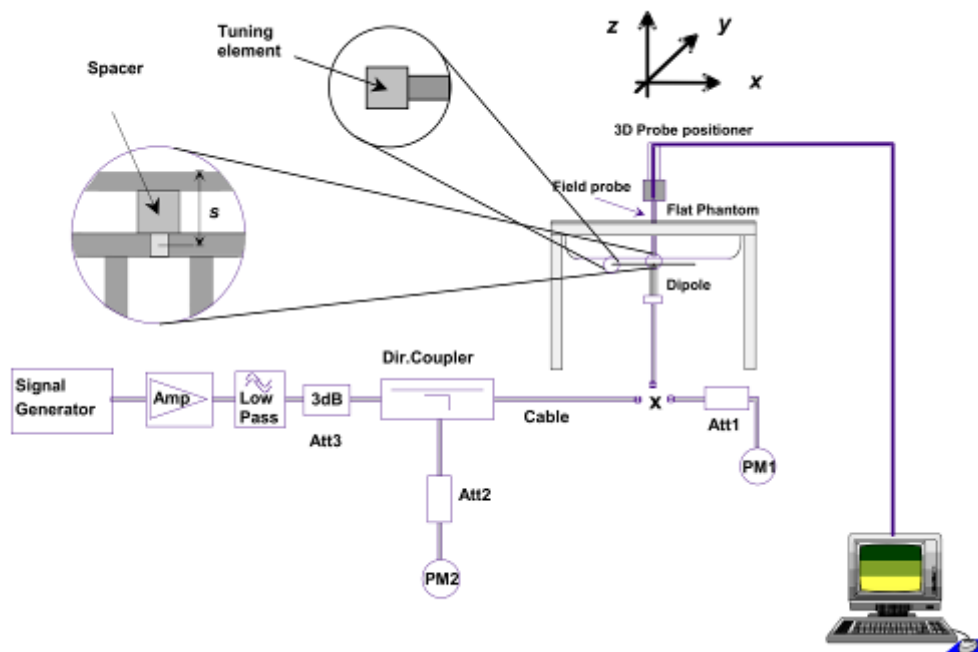 Tuning
element
Spacer
s
z
y
x
3D Probe positioner
Field probe
Flat Phantom
Dipole
Dir.Coupler
Signal
Generator
Amp
Low
Pass
3dB
Att3
Cable
x
Att1
PM1
Att2
PM2